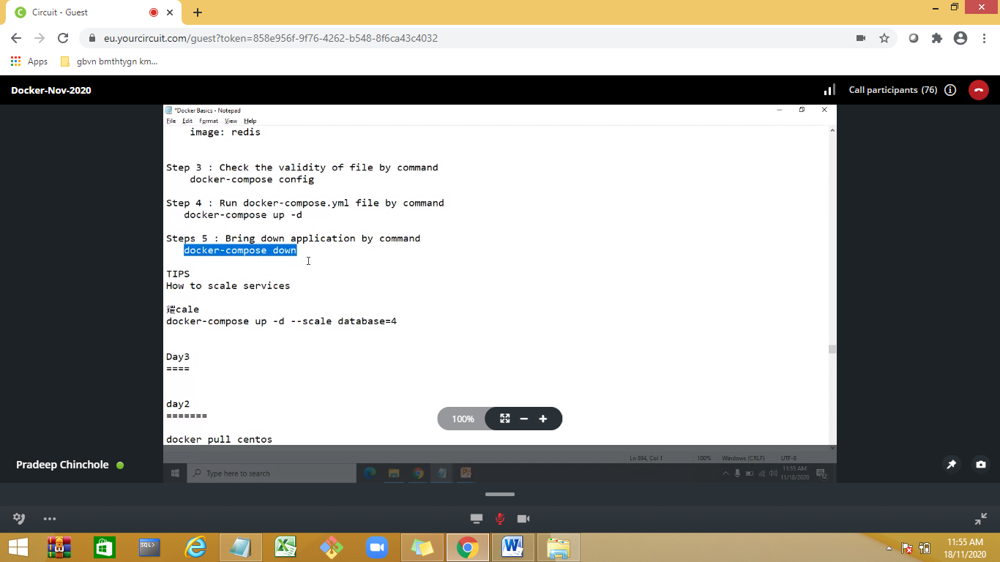 Circuit - Guest
eu.yourcircuit.com/guest?token=858e956f-9f76-4262-b548-8f6ca43c4032
Apps
gbvn bmthtygn km...
Docker-Nov-2020
Call participants (76)
*Docker Basics - Notepad
File Edit Format View Help
image: redis
Step 3 : Check the validity of file by command
docker-compose config
Step 4 : Run docker-compose.yml file by command
docker-compose up -d
Steps 5 : Bring down application by command
docker-compose down
TIPS
How to scale services
耀cale
docker-compose up -d --scale database=4
Day3
====
day2
=======
docker pull centos
100%
Pradeep Chinchole
Ln 894, Col 1 100% Windows (CRLF) UTF-8
Type here to search
11:55 AM
11/18/2020
12
SQL>
11:55 AM
18/11/2020